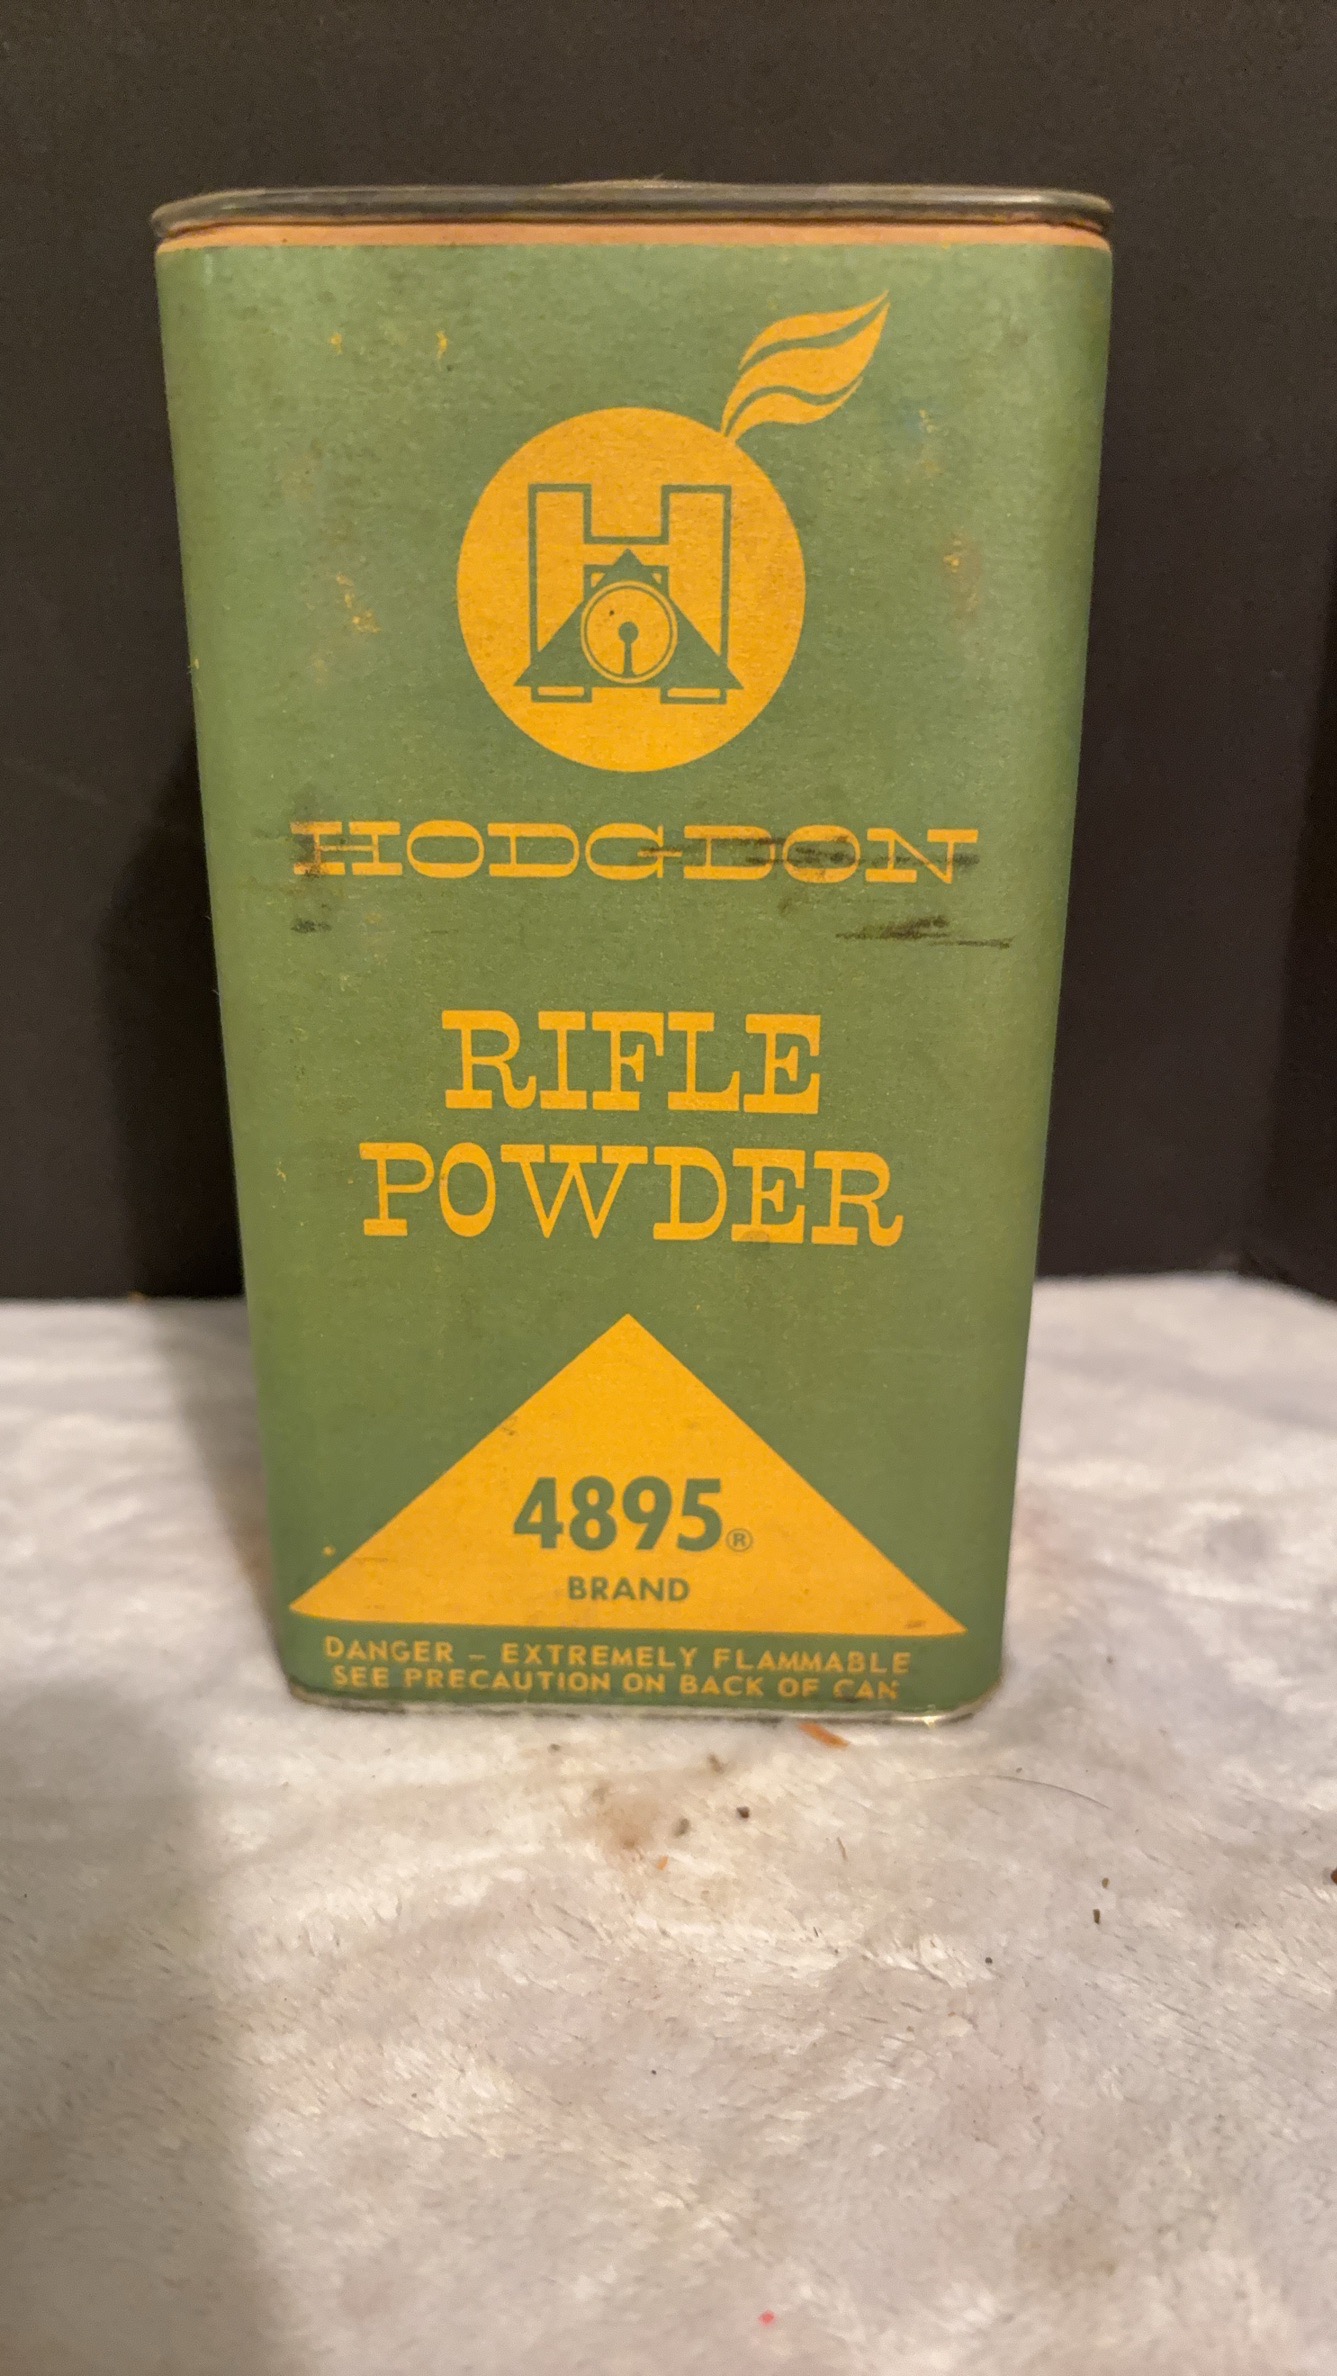 H
HODGDON
RIFLE
POWDER
4895®
BRAND
DANGER – EXTREMELY FLAMMABLE
SEE PRECAUTION ON BACK OF CAN